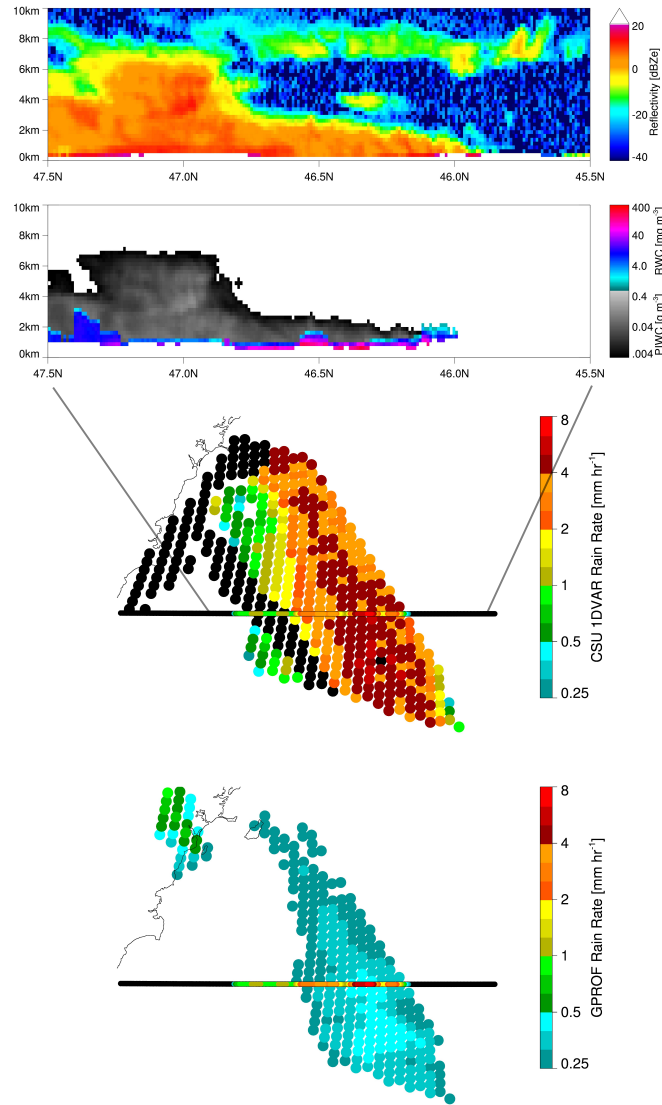 10km
8km
6km
4km
2km
0km
47.5N
47.0N
46.5N
46.0N
45.5N
20
0
-20
-40
Reflectivity [dBZe]
10km
8km
6km
4km
2km
0km
47.5N
47.0N
46.5N
46.0N
45.5N
400
40
4.0
0.4
0.04
.004
RWC [mg m-3]
PIWC [g m-3]
8
4
2
1
0.5
0.25
CSU 1DVAR Rain Rate [mm hr-1]
8
4
2
1
0.5
0.25
GPROF Rain Rate [mm hr-1]